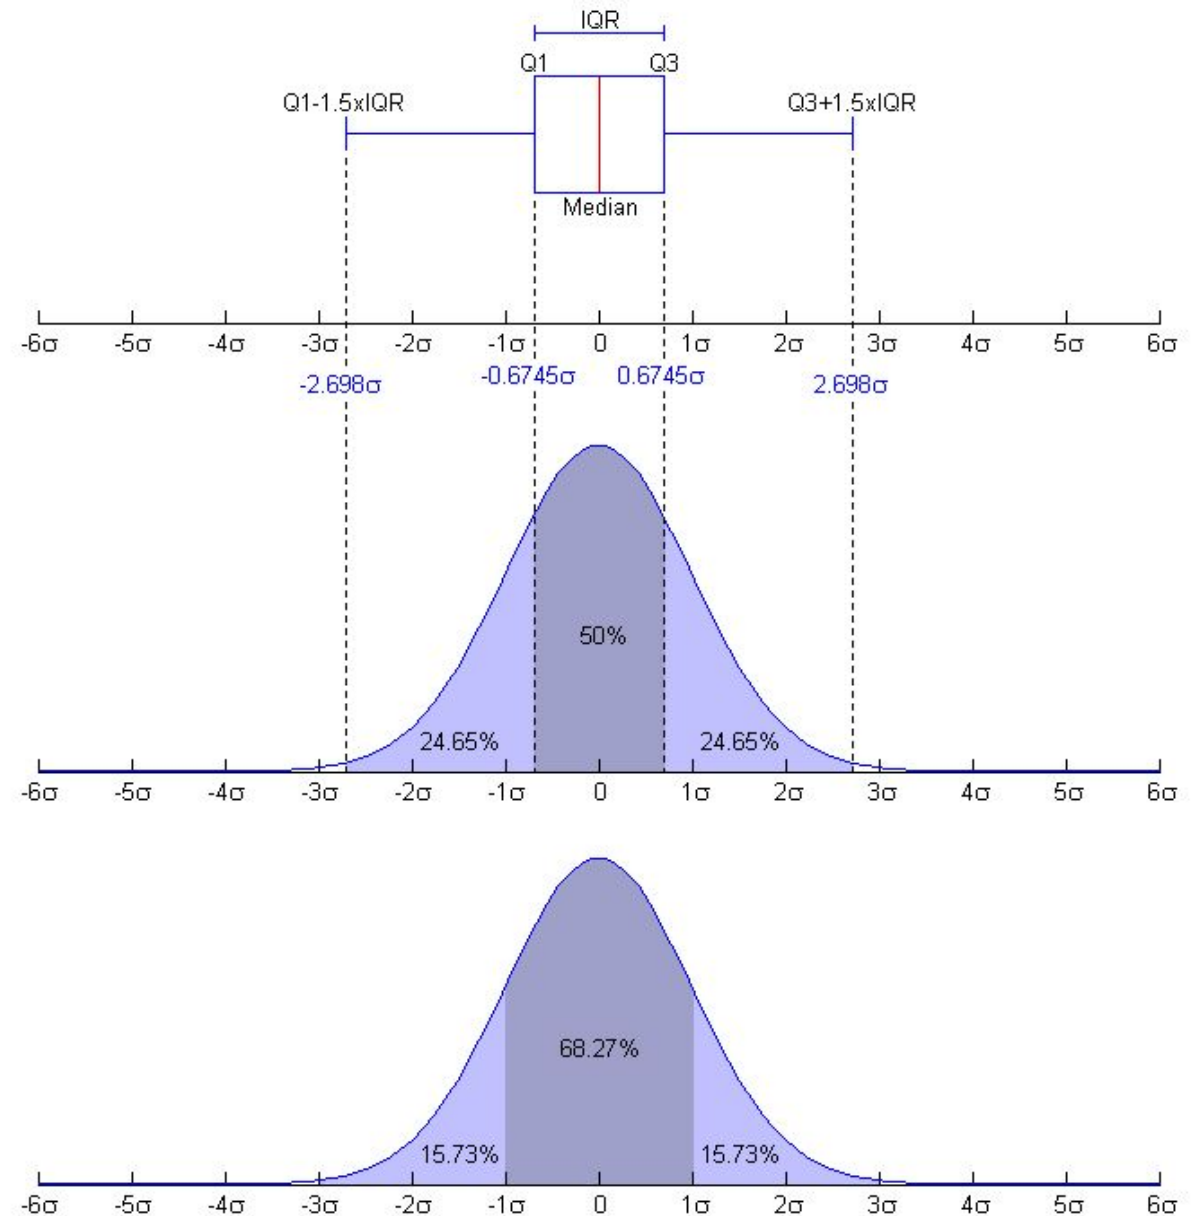 IQR
Q1 Q3
Q1-1.5xIQR Q3+1.5xIQR
Median
-6σ -5σ -4σ -3σ -2σ -1σ 0 1σ 2σ 3σ 4σ 5σ 6σ
-2.698σ -0.6745σ 0.6745σ 2.698σ
50%
24.65% 24.65%
-6σ -5σ -4σ -3σ -2σ -1σ 0 1σ 2σ 3σ 4σ 5σ 6σ
68.27%
15.73% 15.73%
-6σ -5σ -4σ -3σ -2σ -1σ 0 1σ 2σ 3σ 4σ 5σ 6σ